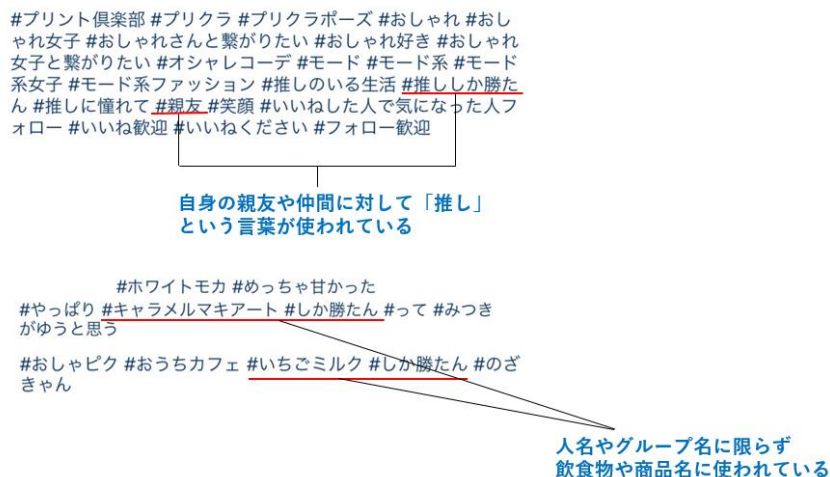 #プリント倶楽部 #プリクラ #プリクラポーズ #おしゃれ #おし
ゃれ女子 #おしゃれさんと繋がりたい #おしゃれ好き #おしゃれ
女子と繋がりたい #オシャレコーデ #モード #モード系 #モード
系女子 #モード系ファッション #推しのいる生活 #推ししか勝た
ん #推しに憧れて #親友 #笑顔 #いいねした人で気になった人フ
ォロー #いいね歓迎 #いいねください #フォロー歓迎
自身の親友や仲間に対して「推し」
という言葉が使われている
#ホワイトモカ #めっちゃ甘かった
#やっぱり #キャラメルマキアート #しか勝たん #って #みつき
がゆうと思う
#おしゃピク #おうちカフェ #いちごミルク #しか勝たん #のざ
きゃん
人名やグループ名に限らず
飲食物や商品名に使われている